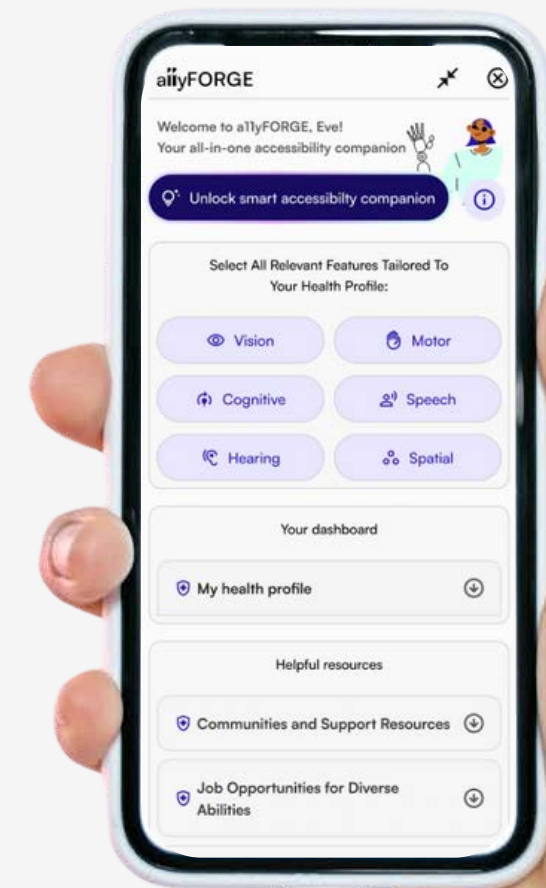 a11yFORGE
Welcome to a11yFORGE, Eve!
Your all-in-one accessibility companion
Unlock smart accessibilty companion
Select All Relevant Features Tailored To
Your Health Profile:
Vision
Motor
Cognitive
Speech
Hearing
Spatial
Your dashboard
My health profile
Helpful resources
Communities and Support Resources
Job Opportunities for Diverse
Abilities